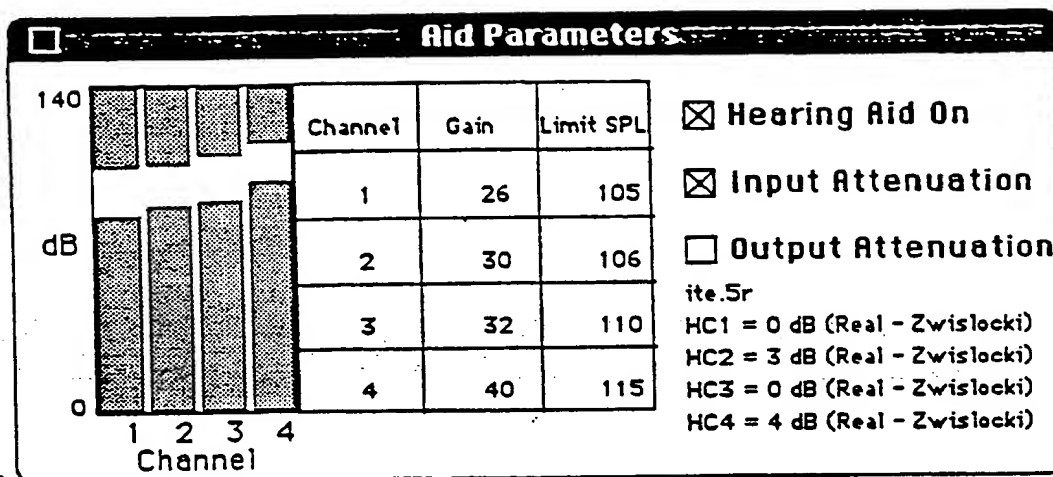 Aid Parameters
140
dB
0
1 2 3 4
Channel
Channel Gain Limit SPL
1 26 105
2 30 106
3 32 110
4 40 115
Hearing Aid On
Input Attenuation
Output Attenuation
ite.5r
HC1 = 0 dB (Real - Zwislocki)
HC2 = 3 dB (Real - Zwislocki)
HC3 = 0 dB (Real - Zwislocki)
HC4 = 4 dB (Real - Zwislocki)